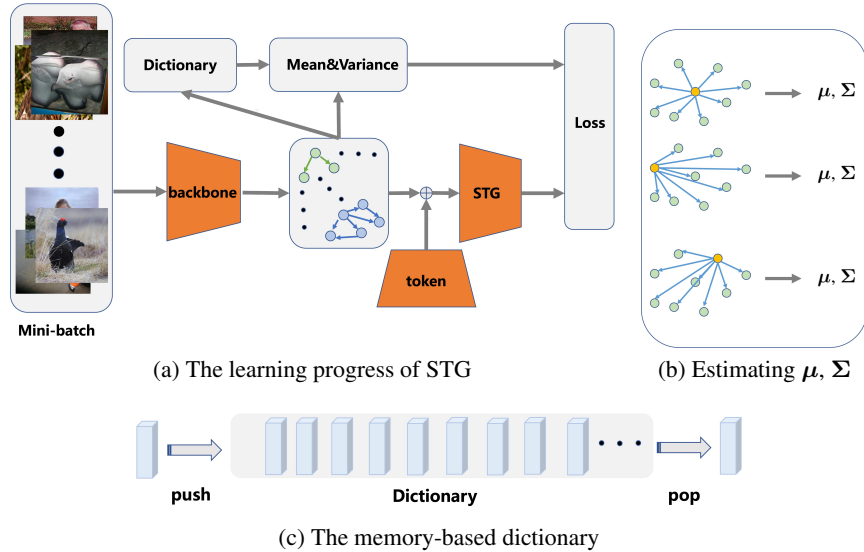 Dictionary
Mean&Variance
Loss
backbone
STG
token
Mini-batch
(a) The learning progress of STG
μ, Σ
μ, Σ
μ, Σ
(b) Estimating μ, Σ
push
Dictionary
pop
(c) The memory-based dictionary